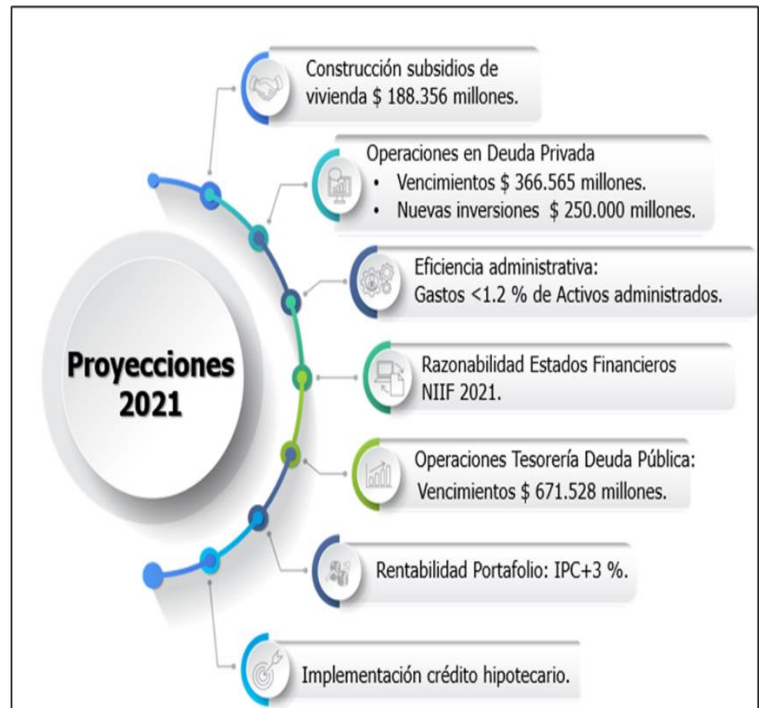 Construcción subsidios de
vivienda $ 188.356 millones.
Operaciones en Deuda Privada
• Vencimientos $ 366.565 millones.
• Nuevas inversiones $ 250.000 millones.
Eficiencia administrativa:
Gastos <1.2 % de Activos administrados.
Proyecciones
2021
Razonabilidad Estados Financieros
NIIF 2021.
Operaciones Tesorería Deuda Pública:
Vencimientos $ 671.528 millones.
Rentabilidad Portafolio: IPC+3 %.
Implementación crédito hipotecario.